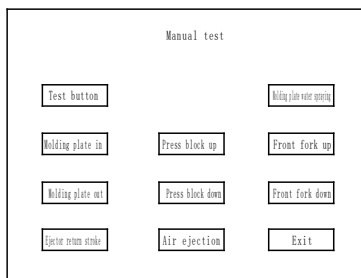 Manual test
Test button
Molding plate water spraying
Molding plate in
Press block up
Front fork up
Molding plate out
Press block down
Front fork down
Ejector return stroke
Air ejection
Exit